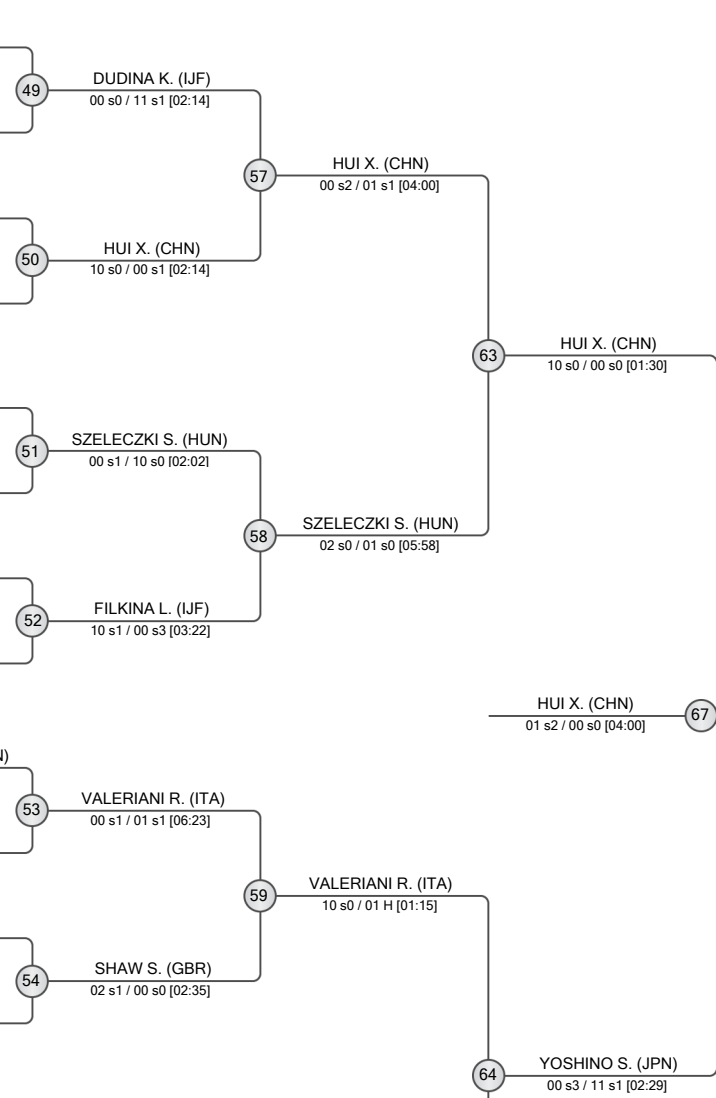 49
DUDINA K. (IJF)
00 s0 / 11 s1 [02:14]
57
HUI X. (CHN)
00 s2 / 01 s1 [04:00]
50
HUI X. (CHN)
10 s0 / 00 s1 [02:14]
63
HUI X. (CHN)
10 s0 / 00 s0 [01:30]
51
SZELECZKI S. (HUN)
00 s1 / 10 s0 [02:02]
58
SZELECZKI S. (HUN)
02 s0 / 01 s0 [05:58]
52
FILKINA L. (IJF)
10 s1 / 00 s3 [03:22]
HUI X. (CHN)
01 s2 / 00 s0 [04:00]
67
53
VALERIANI R. (ITA)
00 s1 / 01 s1 [06:23]
59
VALERIANI R. (ITA)
10 s0 / 01 H [01:15]
54
SHAW S. (GBR)
02 s1 / 00 s0 [02:35]
64
YOSHINO S. (JPN)
00 s3 / 11 s1 [02:29]